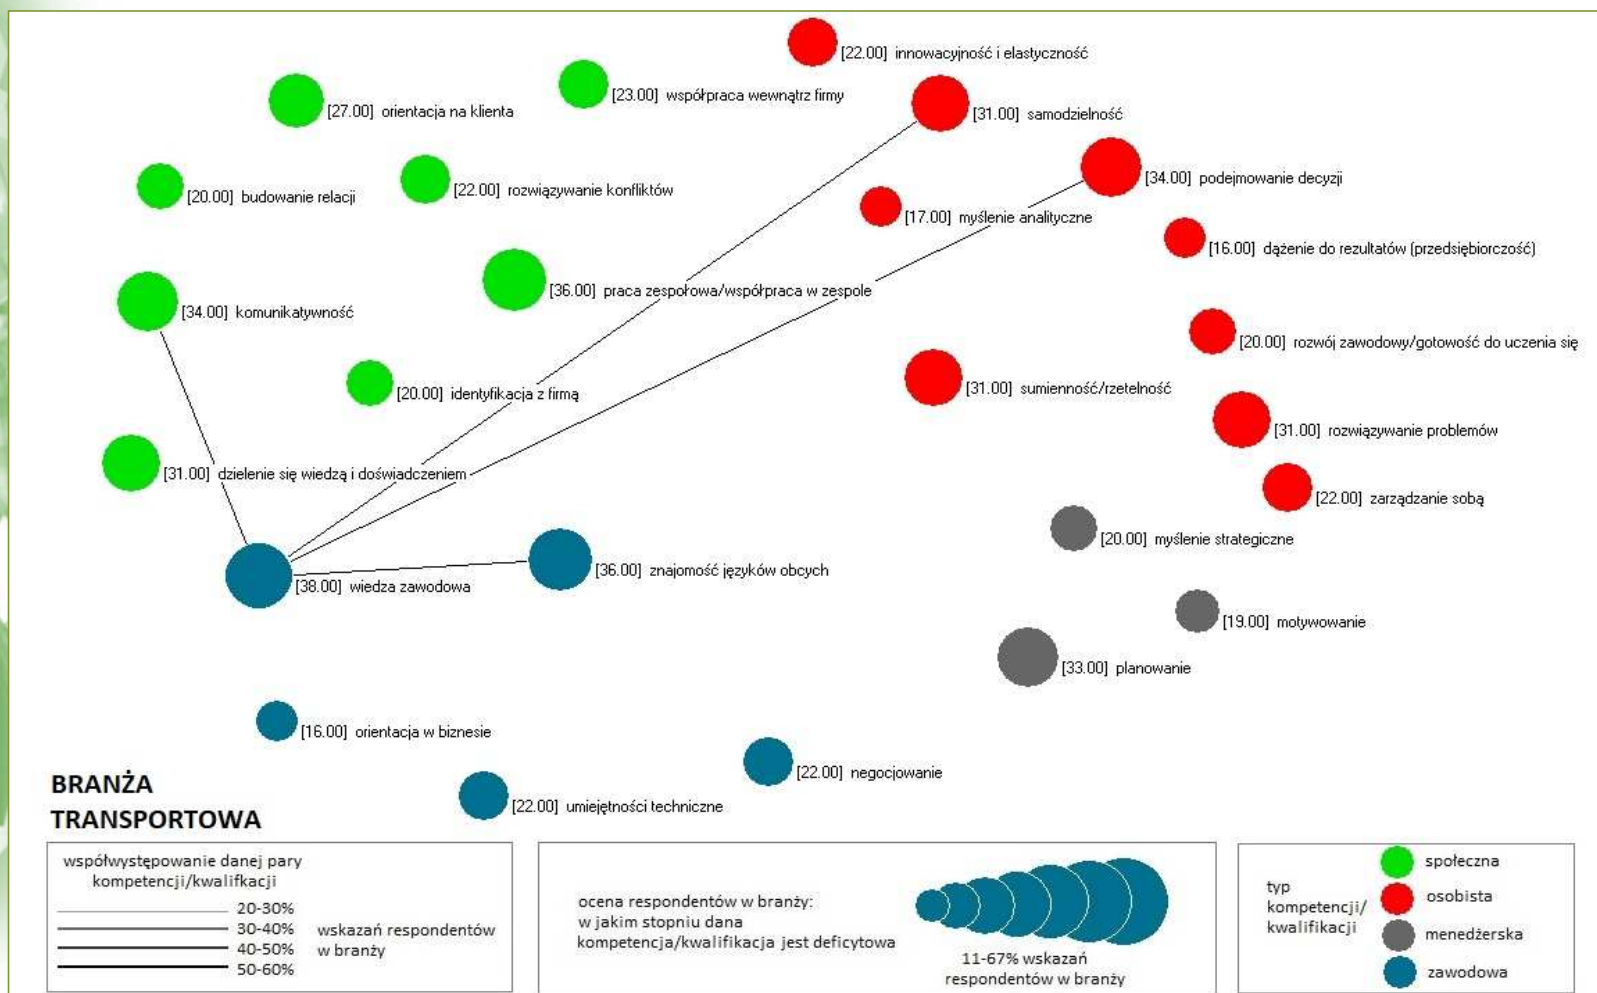 [22.00] innowacyjność i elastyczność
[23.00] współpraca wewnątrz firmy
[27.00] orientacja na klienta
[31.00] samodzielność
[34.00] podejmowanie decyzji
[22.00] rozwiązywanie konfliktów
[20.00] budowanie relacji
[17.00] myślenie analityczne
[16.00] dążenie do rezultatów (przedsiębiorczość)
[36.00] praca zespołowa/współpraca w zespole
[34.00] komunikatywność
[20.00] rozwój zawodowy/gotowość do uczenia się
[20.00] identyfikacja z firmą
[31.00] sumienność/rzetelność
[31.00] rozwiązywanie problemów
[31.00] dzielenie się wiedzą i doświadczeniem
[22.00] zarządzanie sobą
[20.00] myślenie strategiczne
[36.00] znajomość języków obcych
[38.00] wiedza zawodowa
[19.00] motywowanie
[33.00] planowanie
[16.00] orientacja w biznesie
[22.00] negocjowanie
[22.00] umiejętności techniczne
BRANŻA
TRANSPORTOWA
współwystępowanie danej pary
kompetencji/kwalifkacji
20-30%
30-40%
40-50%
50-60%
wskazań respondentów
w branży
ocena respondentów w branży:
w jakim stopniu dana
kompetencja/kwalifikacja jest deficytowa
11-67% wskazań
respondentów w branży
typ
kompetencji/
kwalifikacji
społeczna
osobista
menedżerska
zawodowa